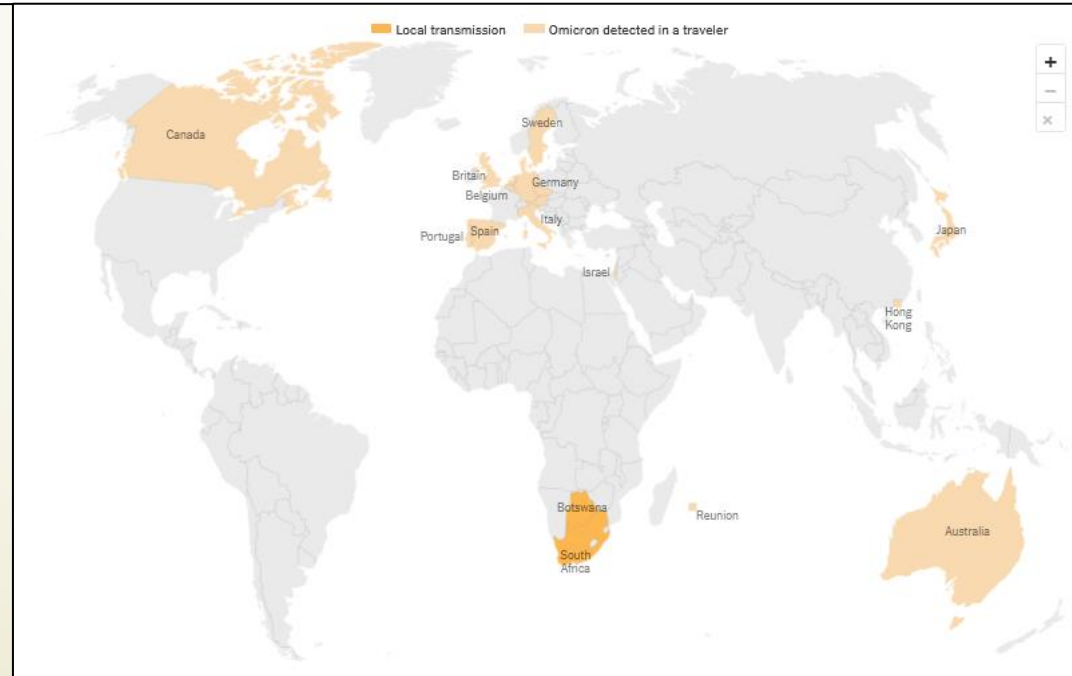 Local transmission
Omicron detected in a traveler
+
−
×
Canada
Sweden
Britain
Germany
Belgium
Italy
Portugal
Spain
Japan
Israel
Hong
Kong
Botswana
Reunion
South
Africa
Australia